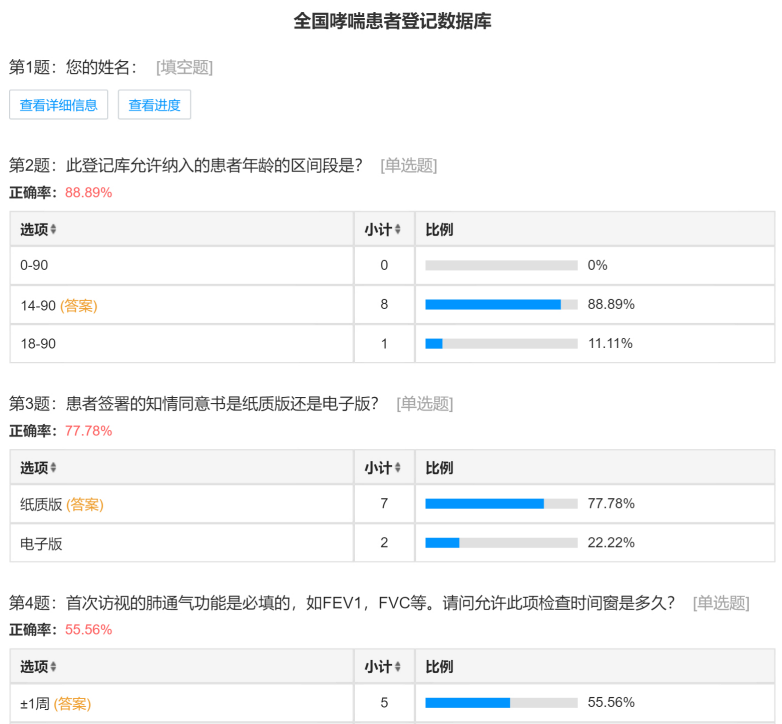 全国哮喘患者登记数据库
第1题：您的姓名： [填空题]
查看详细信息 查看进度
第2题：此登记库允许纳入的患者年龄的区间段是？ [单选题]
正确率：88.89%
选项 小计 比例
0-90 0 0%
14-90 (答案) 8 88.89%
18-90 1 11.11%
第3题：患者签署的知情同意书是纸质版还是电子版？ [单选题]
正确率：77.78%
选项 小计 比例
纸质版 (答案) 7 77.78%
电子版 2 22.22%
第4题：首次访视的肺通气功能是必填的，如FEV1，FVC等。请问允许此项检查时间窗是多久？ [单选题]
正确率：55.56%
选项 小计 比例
±1周 (答案) 5 55.56%